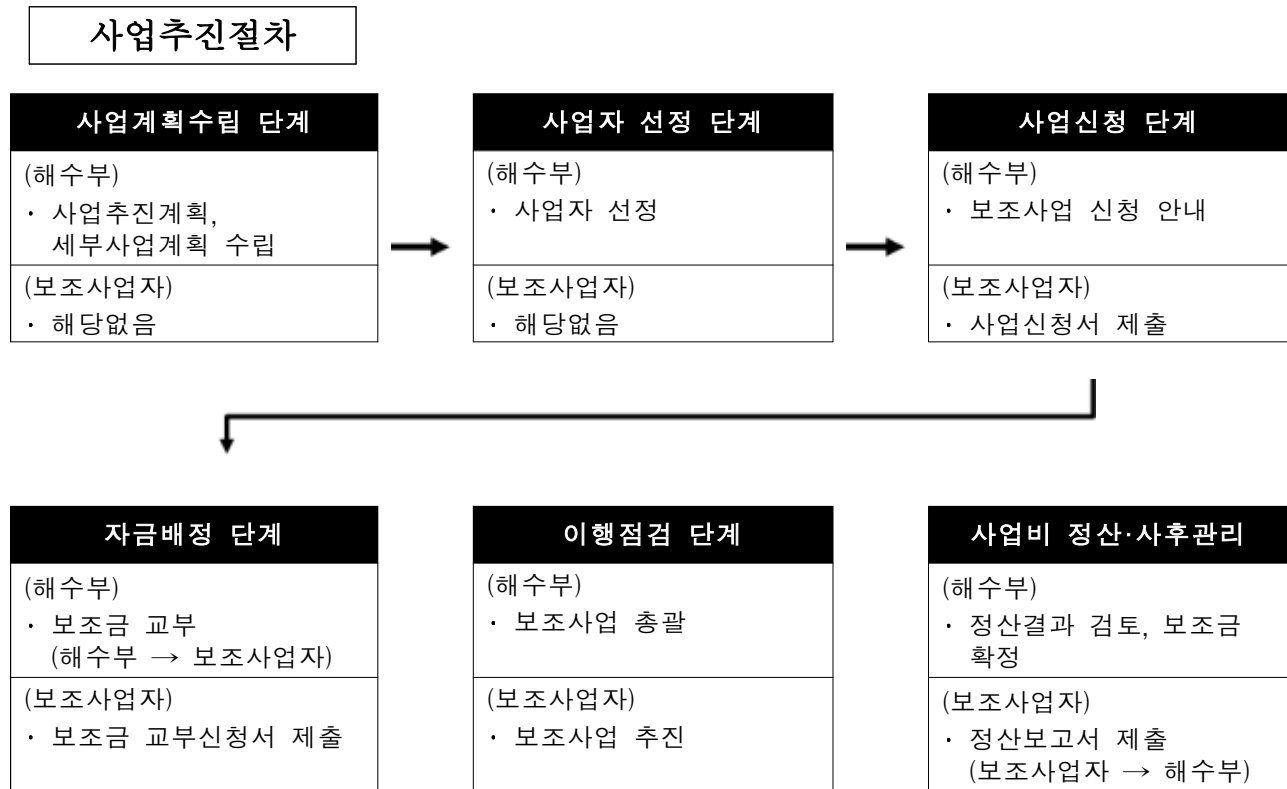 사업추진절차
사업계획수립 단계
(해수부)
· 사업추진계획,
세부사업계획 수립
(보조사업자)
· 해당없음
사업자 선정 단계
(해수부)
· 사업자 선정
(보조사업자)
· 해당없음
사업신청 단계
(해수부)
· 보조사업 신청 안내
(보조사업자)
· 사업신청서 제출
자금배정 단계
(해수부)
· 보조금 교부
(해수부 → 보조사업자)
(보조사업자)
· 보조금 교부신청서 제출
이행점검 단계
(해수부)
· 보조사업 총괄
(보조사업자)
· 보조사업 추진
사업비 정산·사후관리
(해수부)
· 정산결과 검토, 보조금
확정
(보조사업자)
· 정산보고서 제출
(보조사업자 → 해수부)